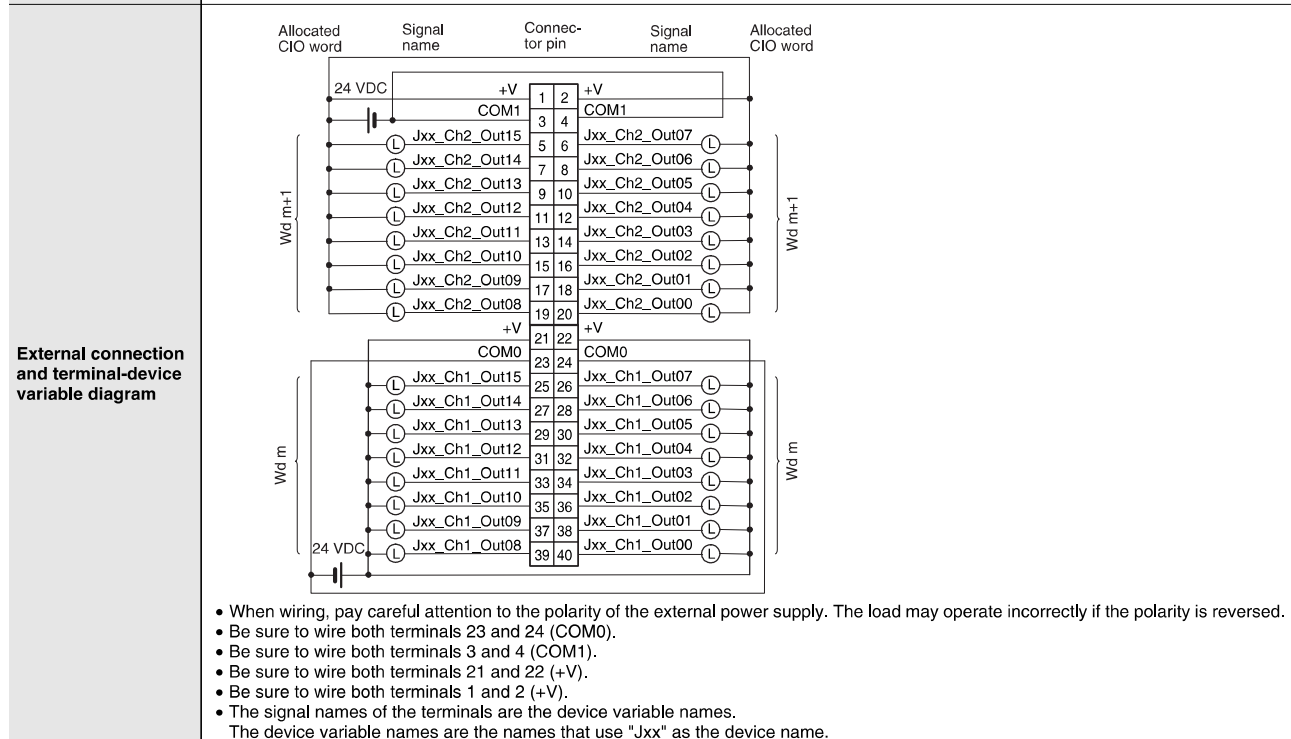 External connection
and terminal-device
variable diagram
Allocated CIO word Signal name Connec- tor pin Signal name Allocated CIO word
24 VDC +V 1 2 +V
COM1 3 4 COM1
L Jxx_Ch2_Out15 5 6 Jxx_Ch2_Out07 L
L Jxx_Ch2_Out14 7 8 Jxx_Ch2_Out06 L
L Jxx_Ch2_Out13 9 10 Jxx_Ch2_Out05 L
L Jxx_Ch2_Out12 11 12 Jxx_Ch2_Out04 L
Wd m+1 L Jxx_Ch2_Out11 13 14 Jxx_Ch2_Out03 L Wd m+1
L Jxx_Ch2_Out10 15 16 Jxx_Ch2_Out02 L
L Jxx_Ch2_Out09 17 18 Jxx_Ch2_Out01 L
L Jxx_Ch2_Out08 19 20 Jxx_Ch2_Out00 L
+V 21 22 +V
COM0 23 24 COM0
L Jxx_Ch1_Out15 25 26 Jxx_Ch1_Out07 L
L Jxx_Ch1_Out14 27 28 Jxx_Ch1_Out06 L
L Jxx_Ch1_Out13 29 30 Jxx_Ch1_Out05 L
L Jxx_Ch1_Out12 31 32 Jxx_Ch1_Out04 L
Wd m L Jxx_Ch1_Out11 33 34 Jxx_Ch1_Out03 L Wd m
L Jxx_Ch1_Out10 35 36 Jxx_Ch1_Out02 L
L Jxx_Ch1_Out09 37 38 Jxx_Ch1_Out01 L
24 VDC L Jxx_Ch1_Out08 39 40 Jxx_Ch1_Out00 L
• When wiring, pay careful attention to the polarity of the external power supply. The load may operate incorrectly if the polarity is reversed.
• Be sure to wire both terminals 23 and 24 (COM0).
• Be sure to wire both terminals 3 and 4 (COM1).
• Be sure to wire both terminals 21 and 22 (+V).
• Be sure to wire both terminals 1 and 2 (+V).
• The signal names of the terminals are the device variable names.
The device variable names are the names that use "Jxx" as the device name.